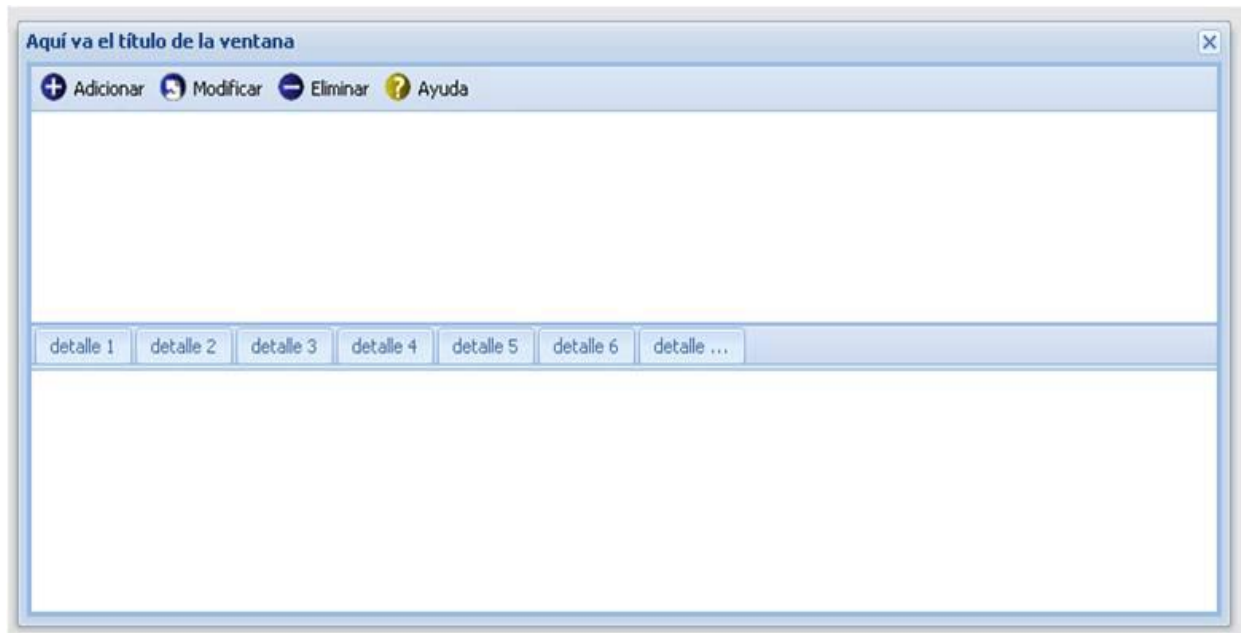 Aquí va el título de la ventana
Adicionar Modificar Eliminar Ayuda
detalle 1 detalle 2 detalle 3 detalle 4 detalle 5 detalle 6 detalle ...